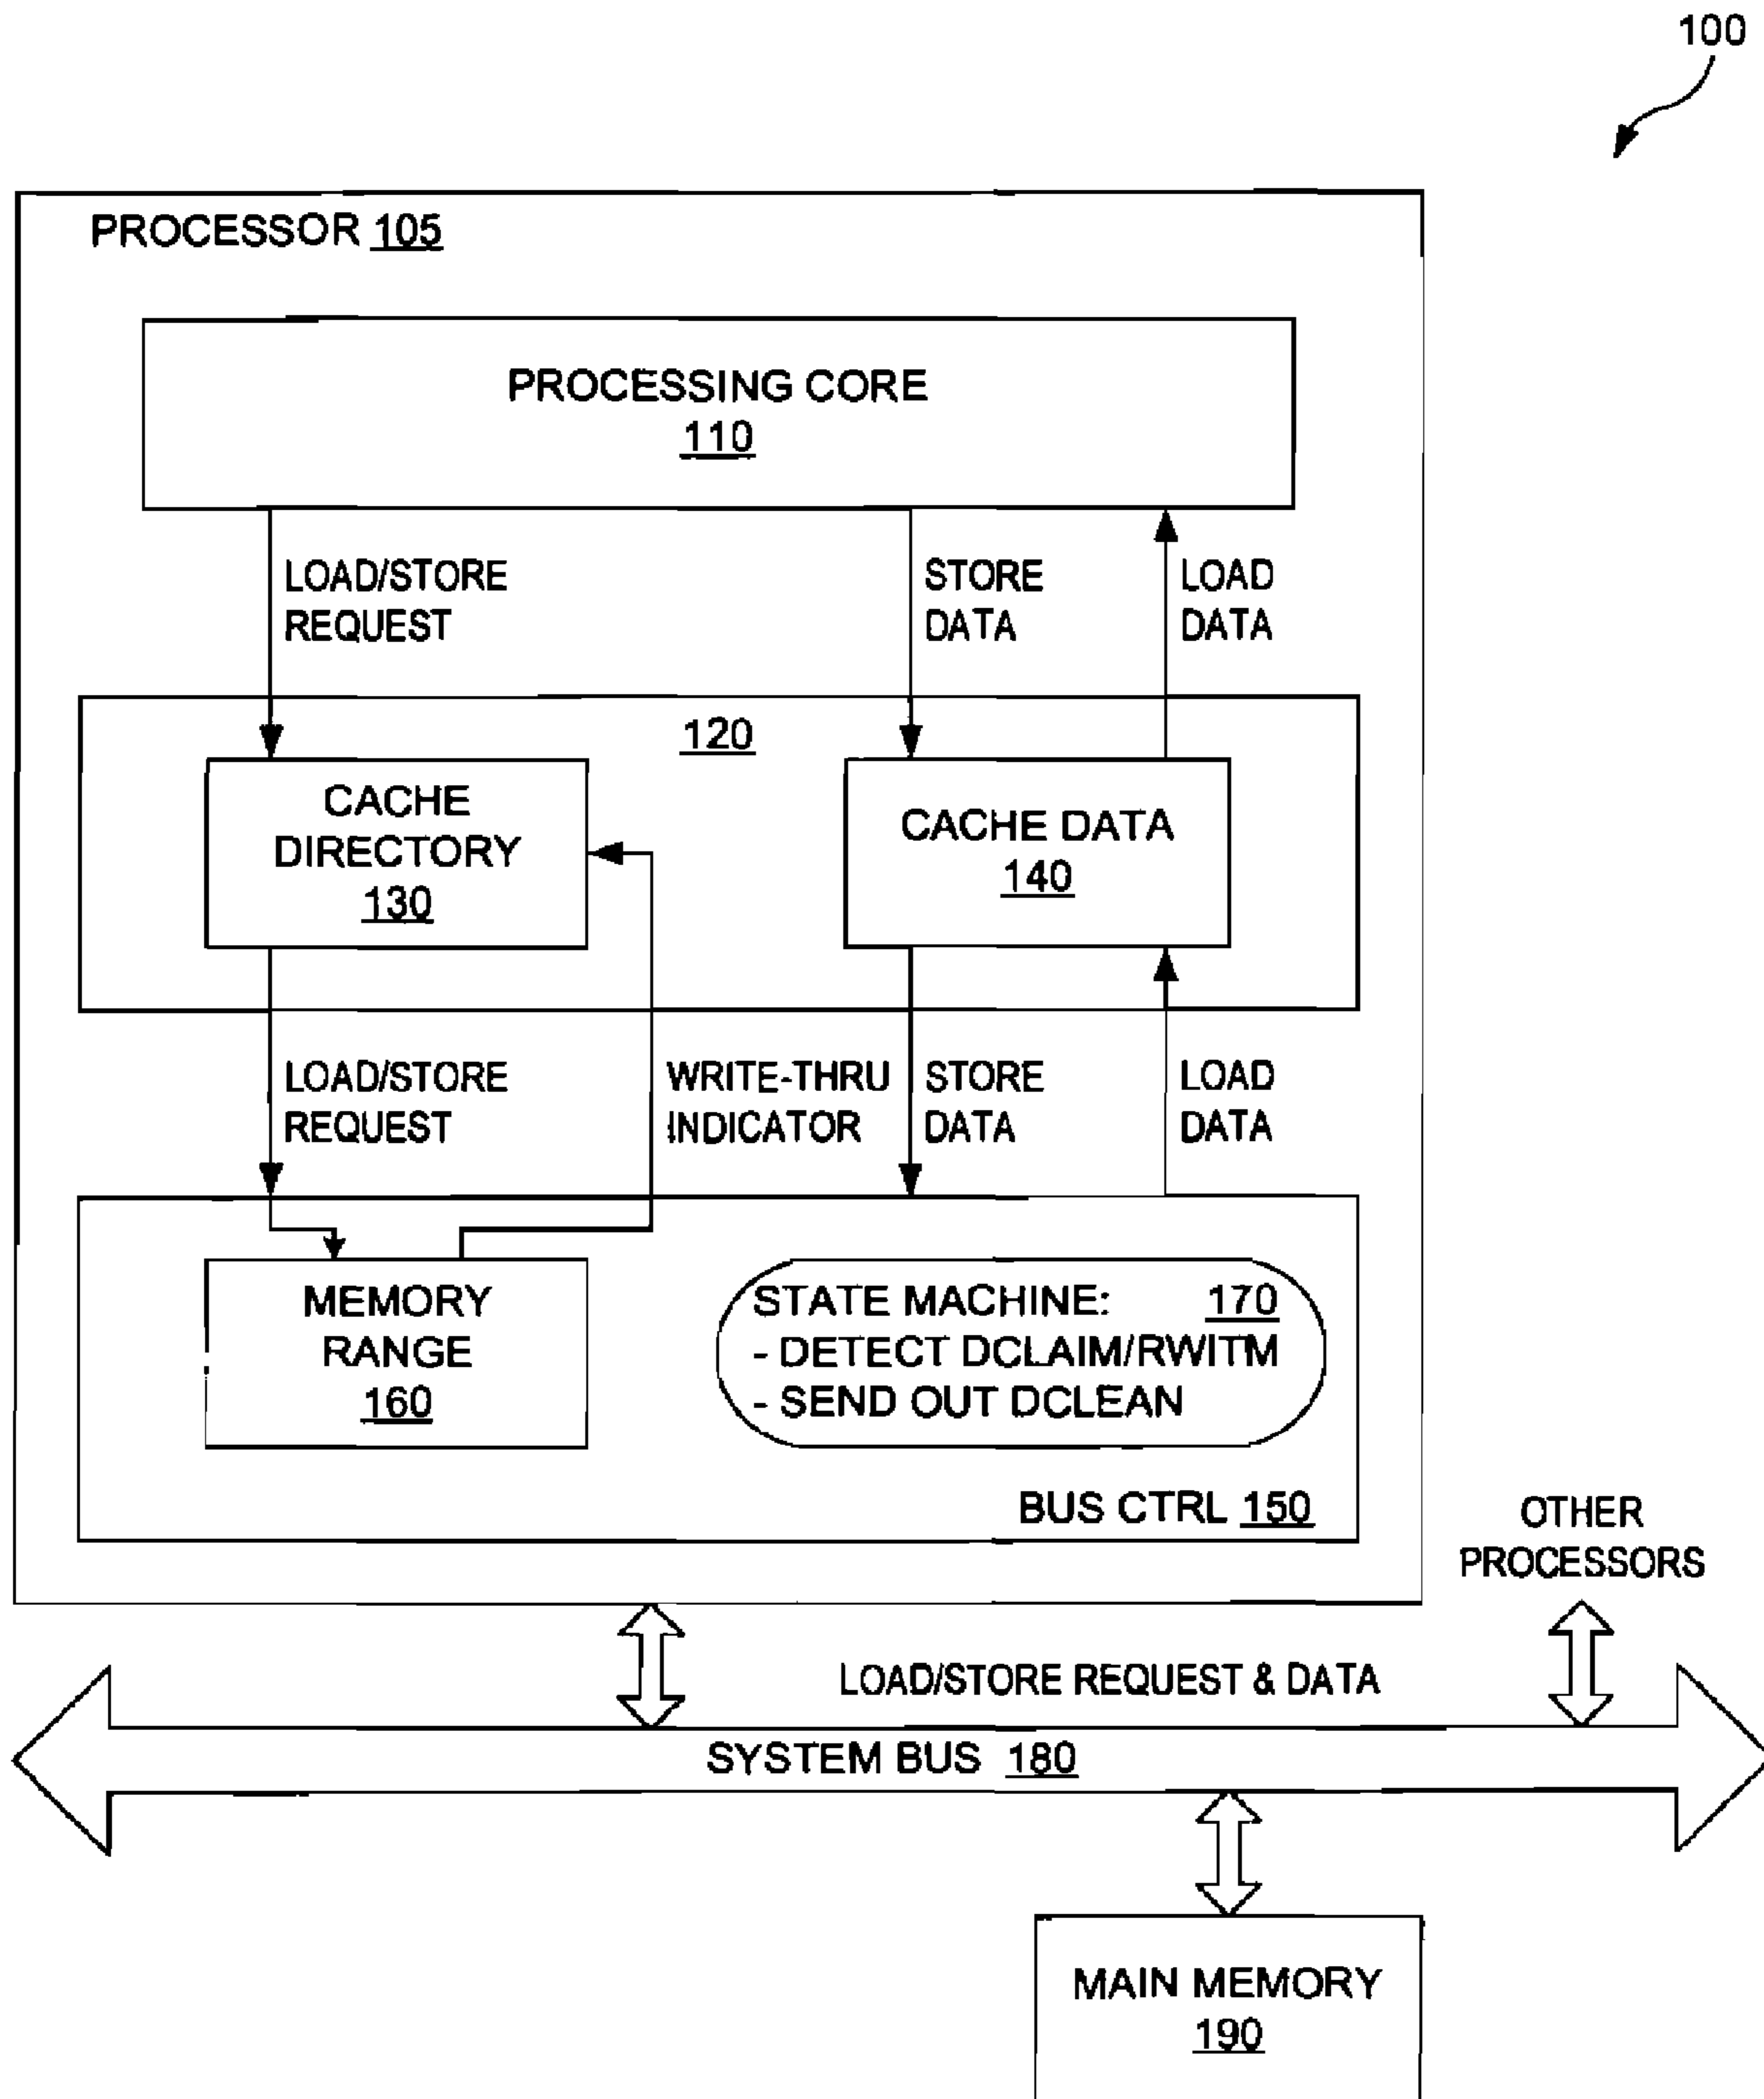 100
PROCESSOR 105
PROCESSING CORE
110
LOAD/STORE
REQUEST
STORE
DATA
LOAD
DATA
120
CACHE
DIRECTORY
130
CACHE DATA
140
LOAD/STORE
REQUEST
WRITE-THRU
INDICATOR
STORE
DATA
LOAD
DATA
MEMORY
RANGE
160
STATE MACHINE: 170
- DETECT DCLAIM/RWITM
- SEND OUT DCLEAN
BUS CTRL 150
OTHER
PROCESSORS
LOAD/STORE REQUEST & DATA
SYSTEM BUS 180
MAIN MEMORY
190